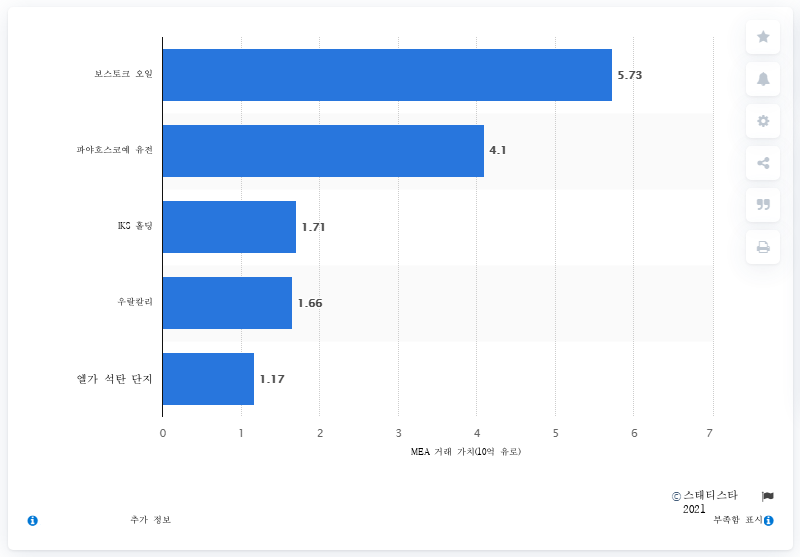 보스토크 오일
5.73
파야호스코예 유전
4.1
IKS 홀딩
1.71
우랄칼리
1.66
엘가 석탄 단지
1.17
0 1 2 3 4 5 6 7
MEA 거래 가치(10억 유로)
© 스태티스타
2021
추가 정보
부족함 표시